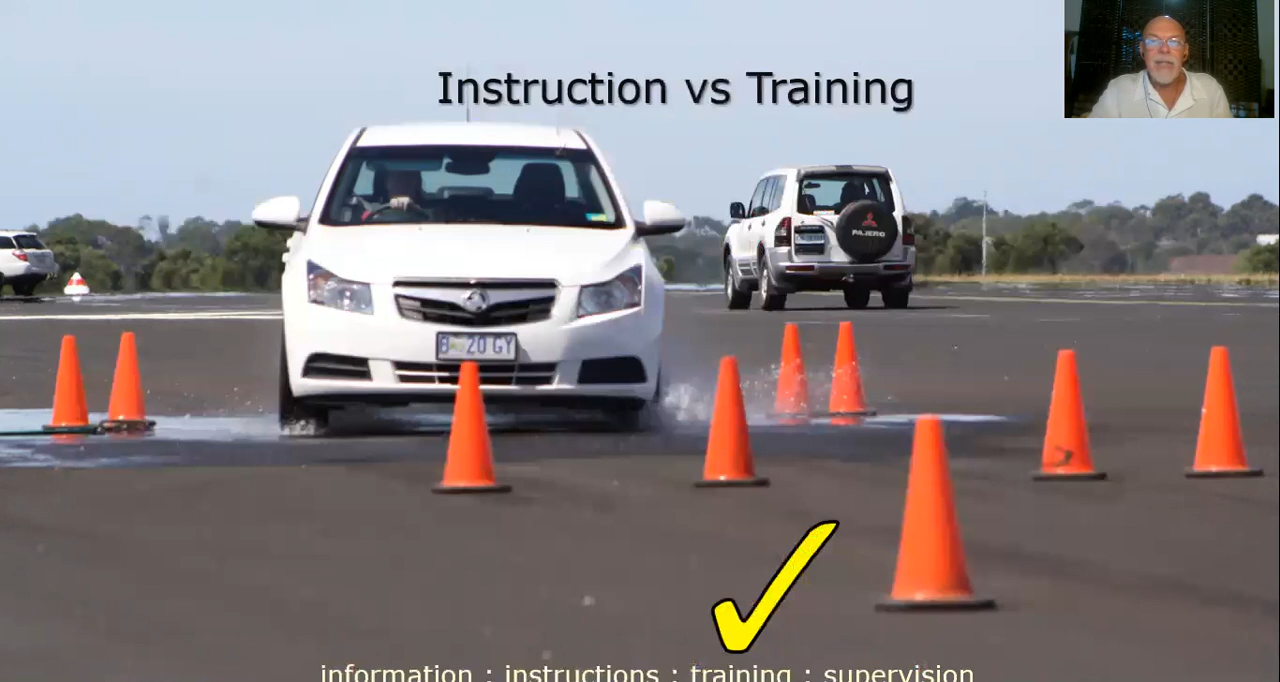 Instruction vs Training
PAJERO
B 20 GY
information : instructions : training : supervision